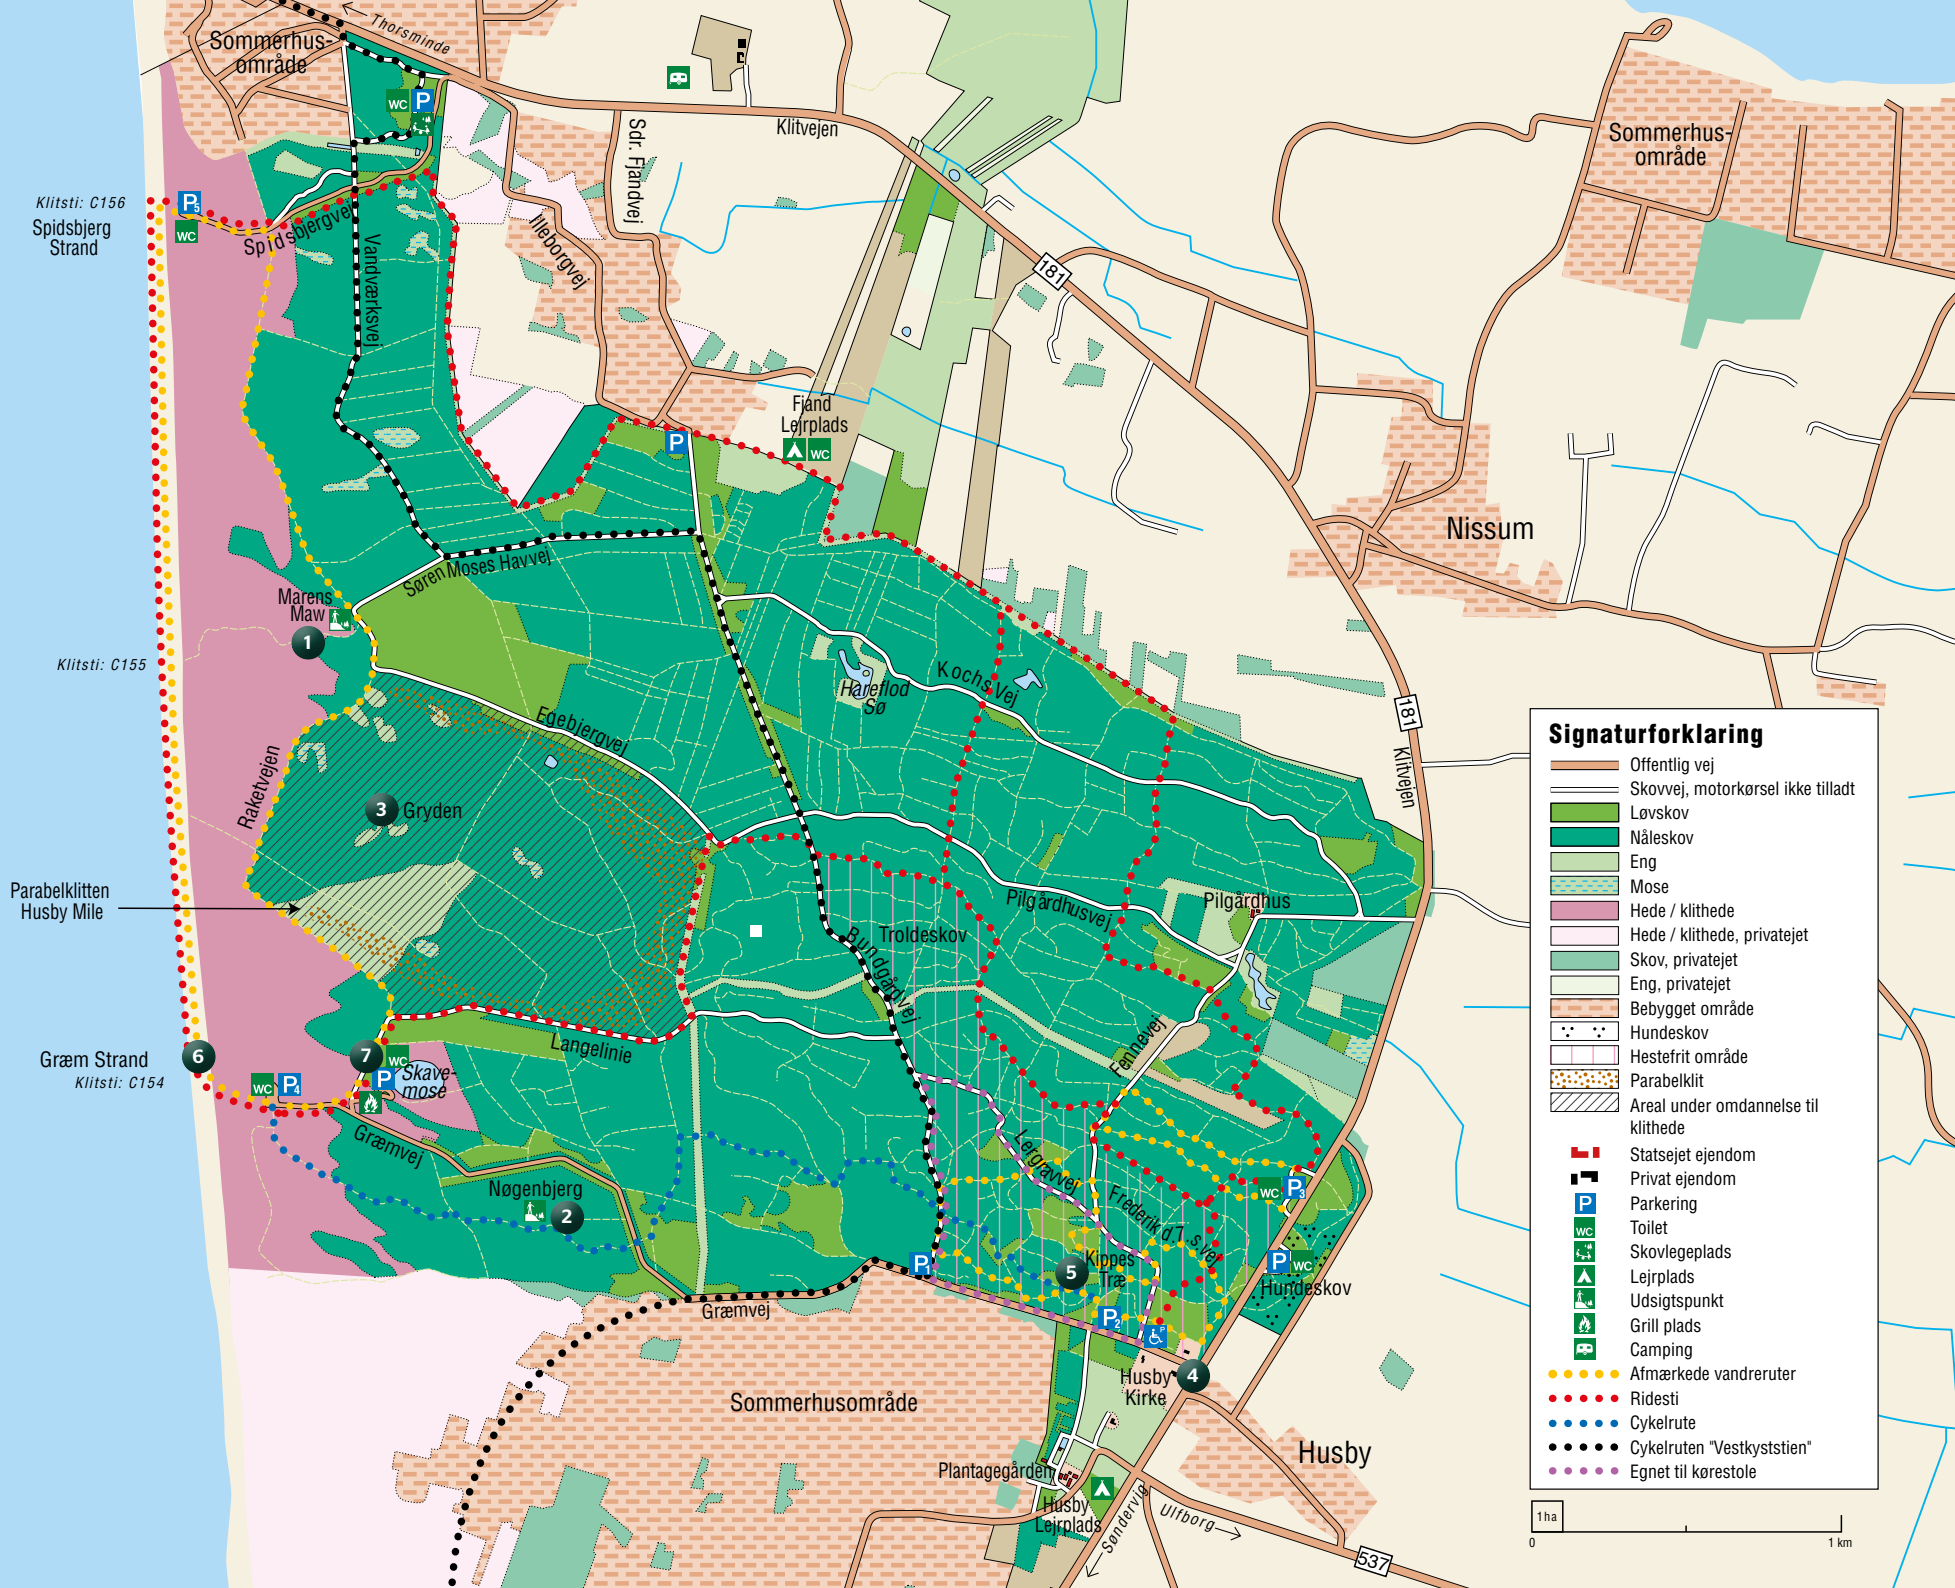 Thorsminde
Sommerhus-
område
WC P
Klitvejen
Sdr. Fjandvej
Sommerhus-
område
Klitsti: C156
Spidsbjerg
Strand
P5
WC
Spidsbjergvej
Vandværksvej
Illeborgvej
181
Fjand
Lejrplads
P
WC
Nissum
Søren Moses Havvej
Marens
Maw
1
Klitsti: C155
Kochs Vej
Hareflod
Sø
181
Klitvejen
Egebjergvej
Raketvejen
3 Gryden
Parabelklitten
Husby Mile
Pilgårdhusvej
Pilgårdhus
Troldeskov
Bundgårdvej
Langelinie
Fennevej
Græm Strand
Klitsti: C154
6
7 WC
WC P4
P
Skave-
mose
Græmvej
Lergravvej
Frederik d.7.s vej
Nøgenbjerg
2
WC P3
P WC
Hundeskov
P1
5
Kippes
Træ
P2
P
Græmvej
Husby
Kirke
4
Sommerhusområde
Husby
Plantagegården
Husby
Lejrplads
Søndervig
Ulfborg
537
Signaturforklaring
Offentlig vej
Skovvej, motorkørsel ikke tilladt
Løvskov
Nåleskov
Eng
Mose
Hede / klithede
Hede / klithede, privatejet
Skov, privatejet
Eng, privatejet
Bebygget område
Hundeskov
Hestefrit område
Parabelklit
Areal under omdannelse til
klithede
Statsejet ejendom
Privat ejendom
P Parkering
WC Toilet
Skovlegeplads
Lejrplads
Udsigtspunkt
Grill plads
Camping
Afmærkede vandreruter
Ridesti
Cykelrute
Cykelruten "Vestkyststien"
Egnet til kørestole
1ha
0 1 km